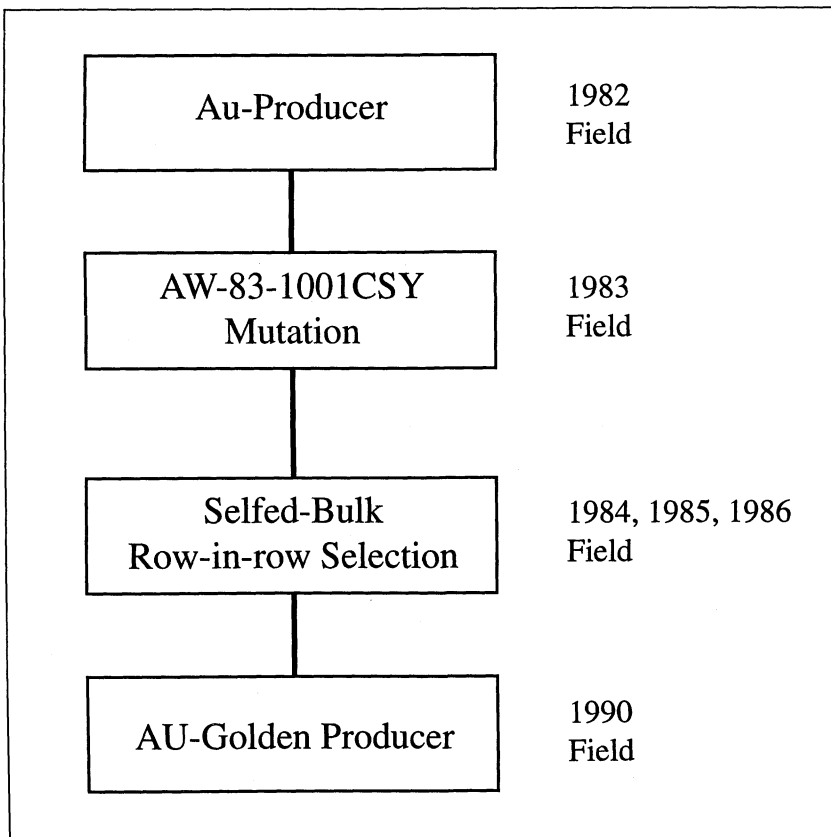 Au-Producer
1982
Field
AW-83-1001CSY
Mutation
1983
Field
Selfed-Bulk
Row-in-row Selection
1984, 1985, 1986
Field
AU-Golden Producer
1990
Field